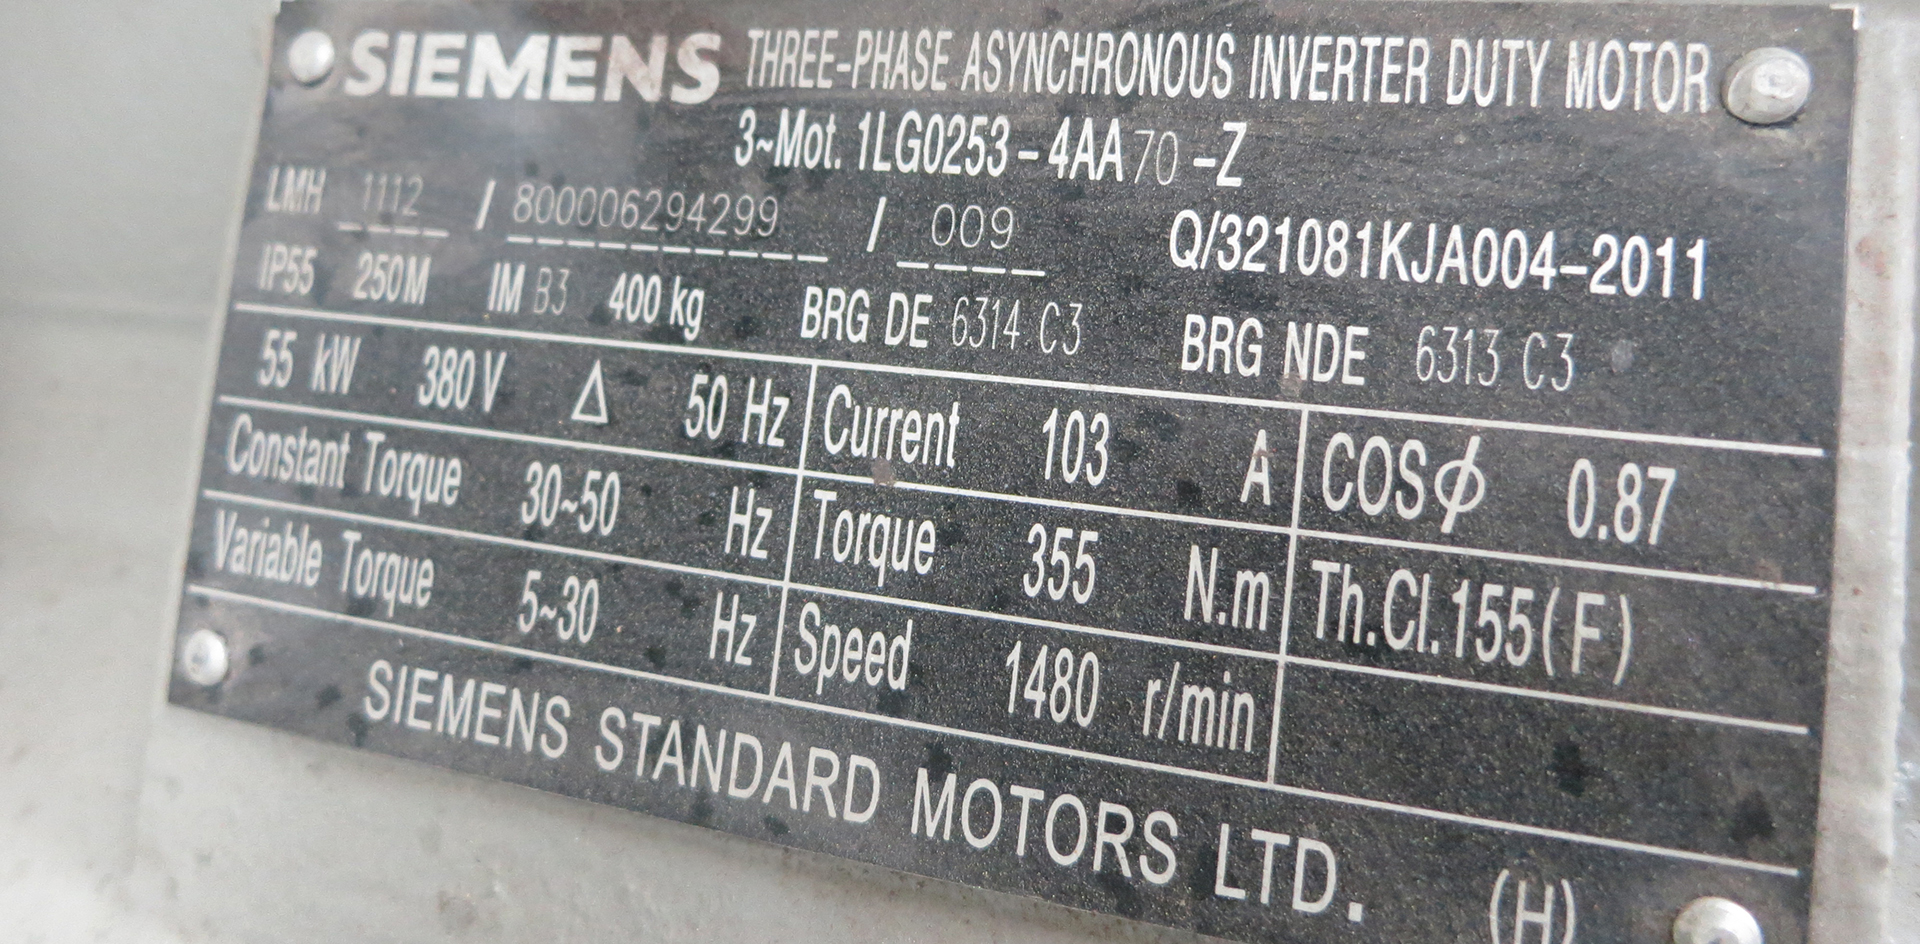 SIEMENS THREE-PHASE ASYNCHRONOUS INVERTER DUTY MOTOR
3~Mot. 1LG0253-4AA70-Z
LMH 1112 / 800006294299 / 009 Q/321081KJA004-2011
IP55 250M IM B3 400 kg BRG DE 6314 C3 BRG NDE 6313 C3
55 kW 380 V Δ 50 Hz Current 103 A COSϕ 0.87
Constant Torque 30~50 Hz Torque 355 N.m Th.Cl.155(F)
Variable Torque 5~30 Hz Speed 1480 r/min
SIEMENS STANDARD MOTORS LTD. (H)